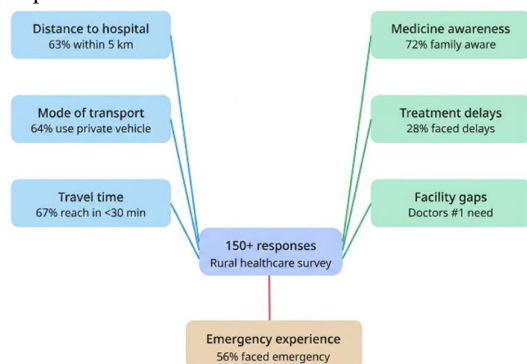 Distance to hospital
63% within 5 km
Medicine awareness
72% family aware
Mode of transport
64% use private vehicle
Treatment delays
28% faced delays
Travel time
67% reach in <30 min
Facility gaps
Doctors #1 need
150+ responses
Rural healthcare survey
Emergency experience
56% faced emergency